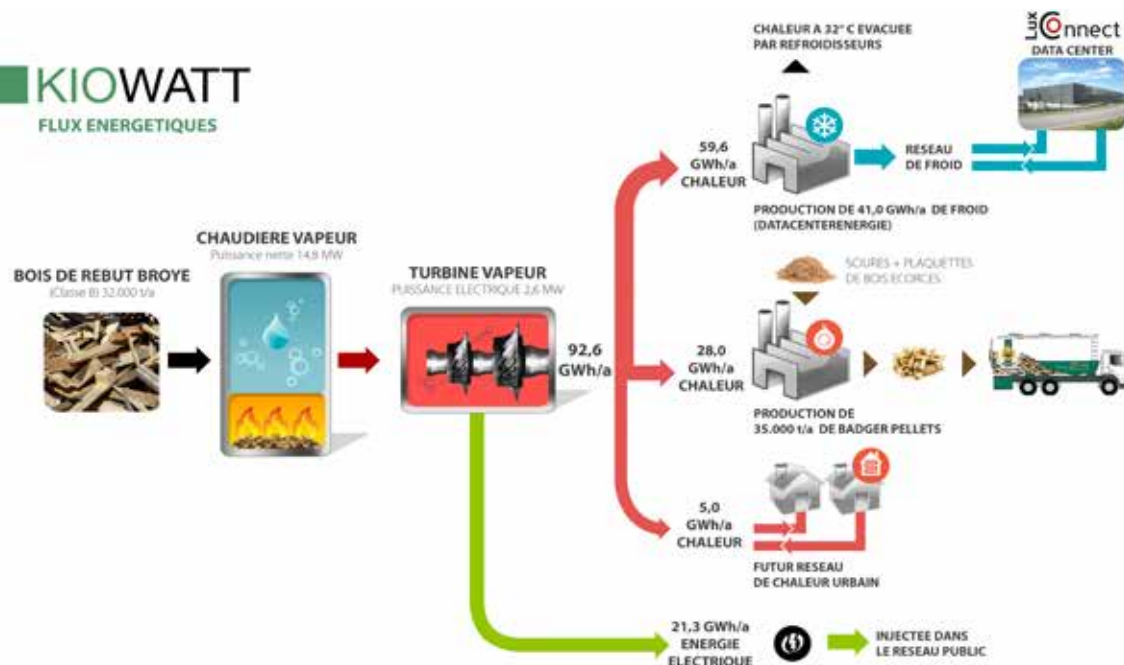 KIOWATT
FLUX ENERGETIQUES
BOIS DE REBUT BROYE
(Classe B) 32.000 t/a
CHAUDIERE VAPEUR
Puissance nette 14,8 MW
TURBINE VAPEUR
PUISSANCE ELECTRIQUE 2,6 MW
92,6
GWh/a
CHALEUR A 32° C EVACUEE
PAR REFROIDISSEURS
59,6
GWh/a
CHALEUR
RESEAU
DE FROID
Lux Connect
DATA CENTER
PRODUCTION DE 41,0 GWh/a DE FROID
(DATACENTERENERGIE)
SCIURES + PLAQUETTES
DE BOIS ECORCES
28,0
GWh/a
CHALEUR
PRODUCTION DE
35.000 t/a DE BADGER PELLETS
5,0
GWh/a
CHALEUR
FUTUR RESEAU
DE CHALEUR URBAIN
21,3 GWh/a
ENERGIE
ELECTRIQUE
INJECTEE DANS
LE RESEAU PUBLIC